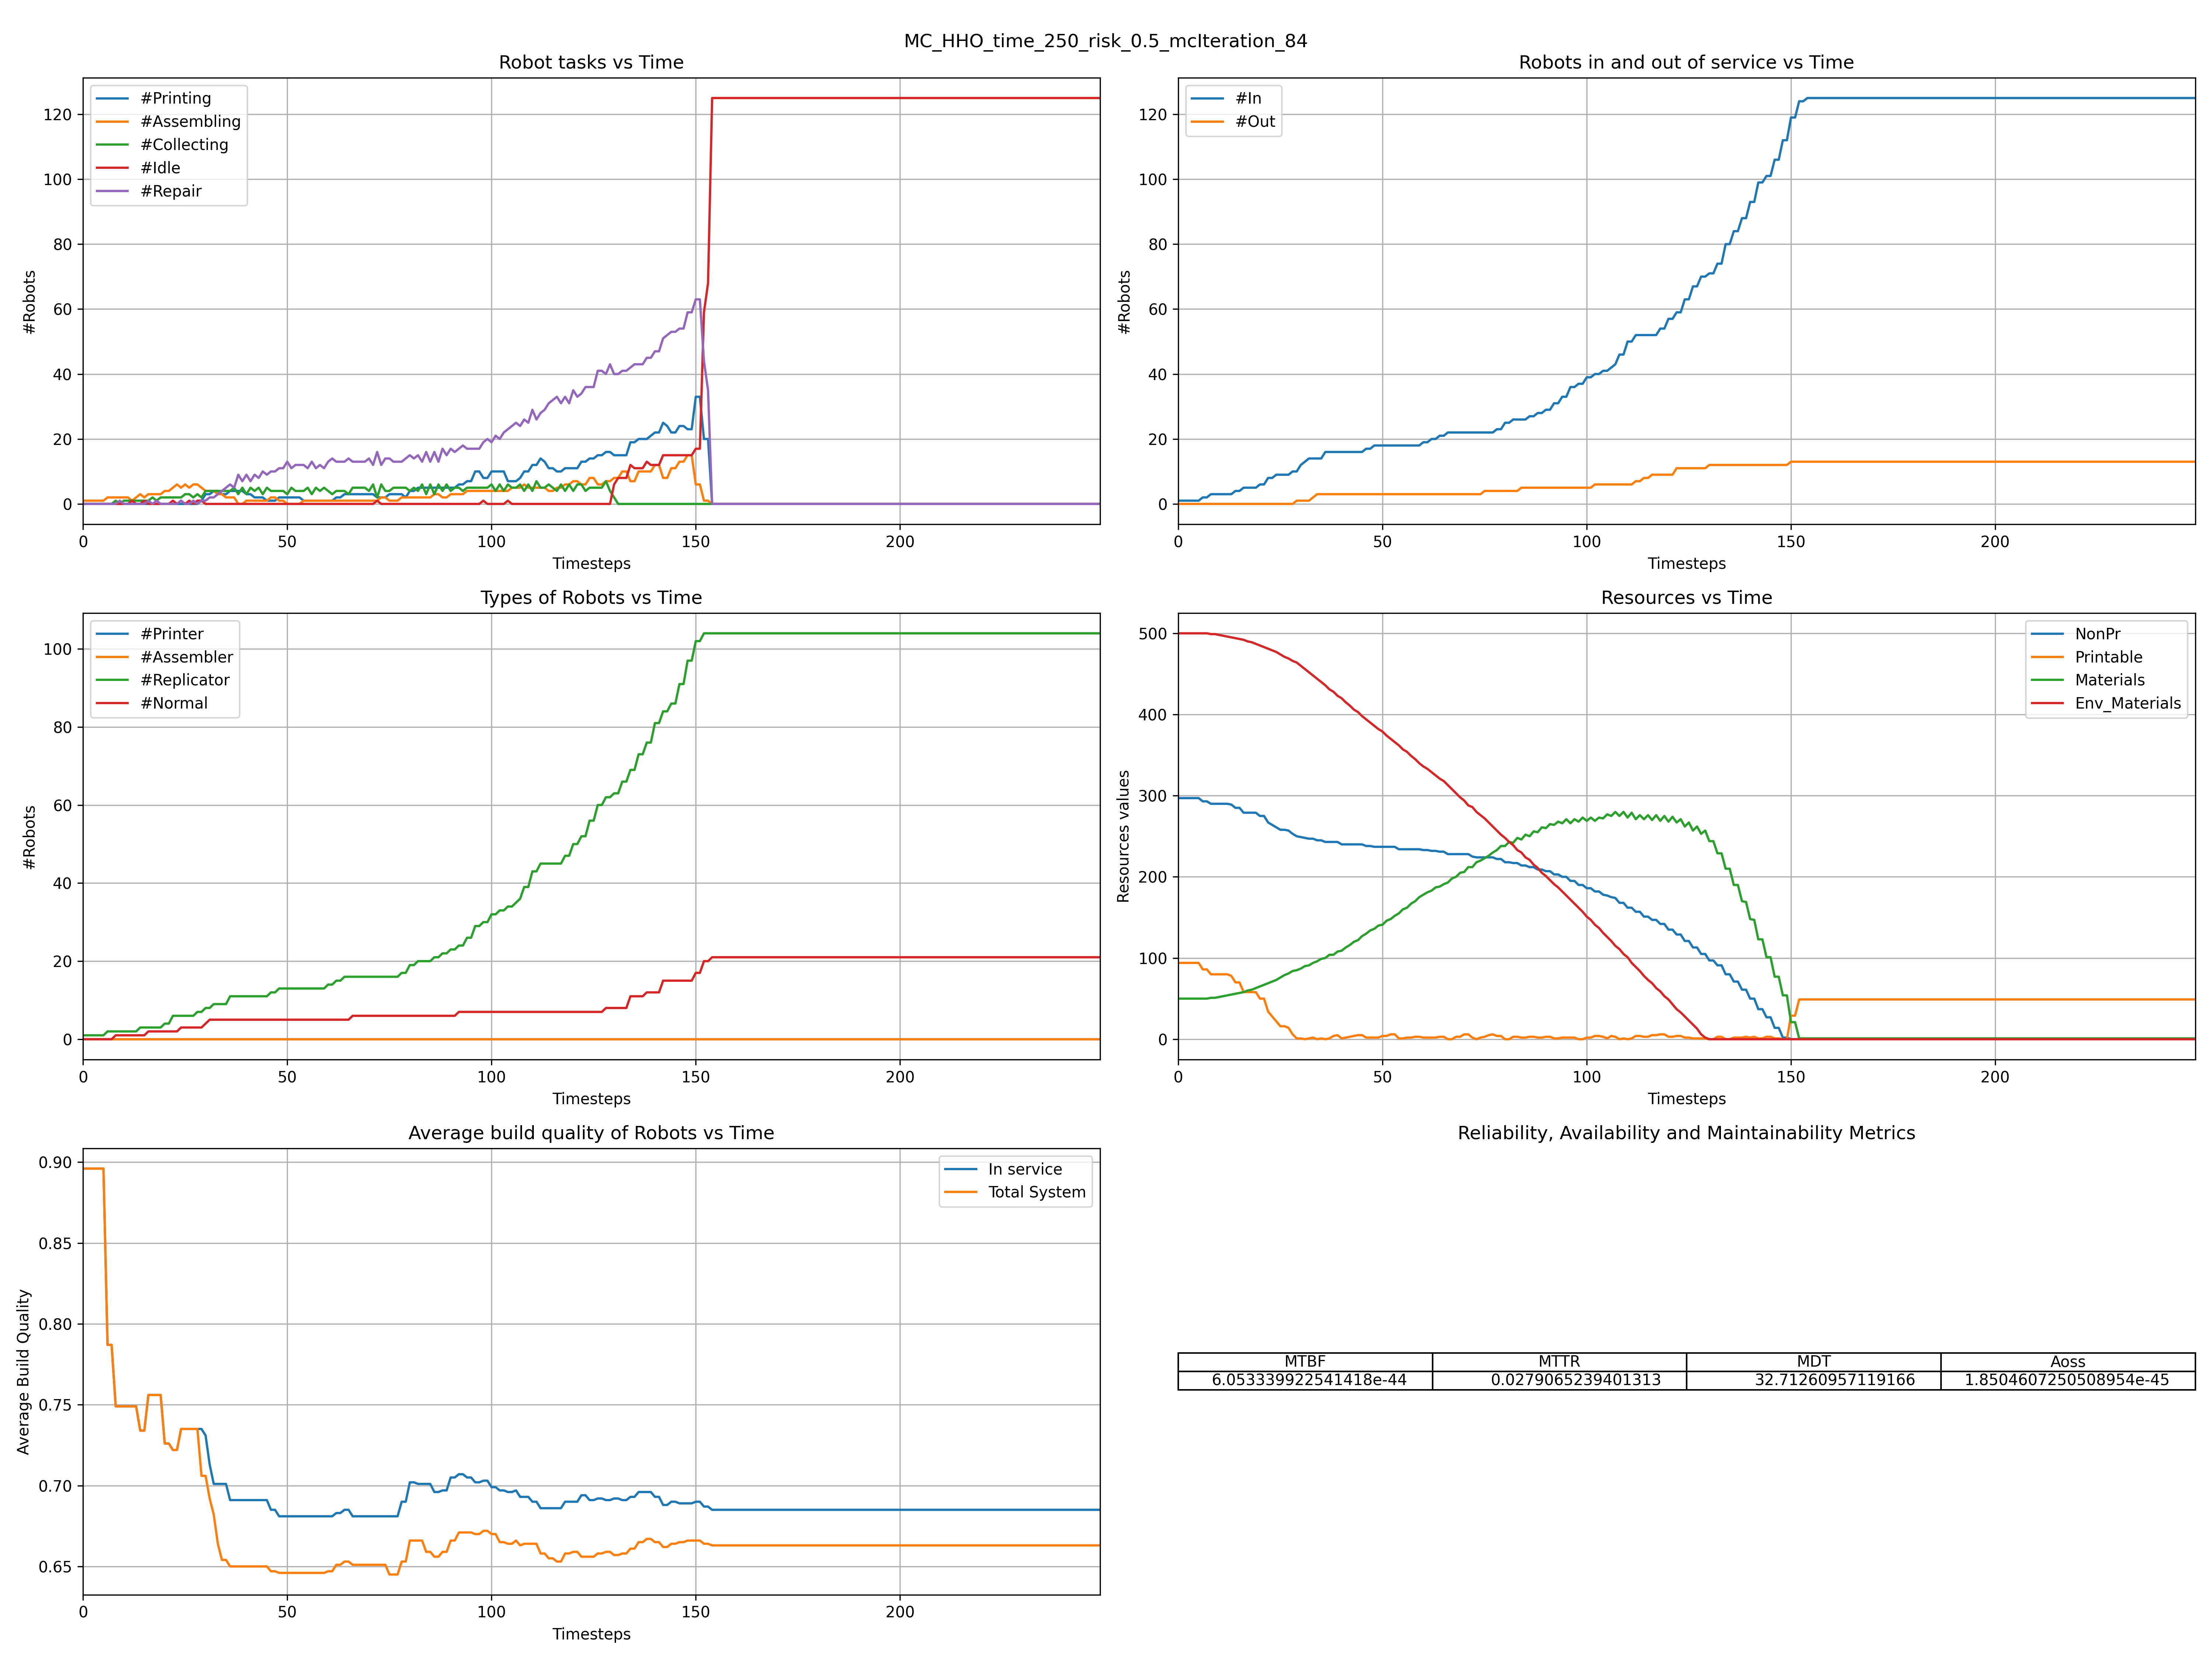 MC_HHO_time_250_risk_0.5_mcIteration_84
Robot tasks vs Time
#Printing
#Assembling
#Collecting
#Idle
#Repair
120
100
80
60
40
20
0
#Robots
0 50 100 150 200
Timesteps
Robots in and out of service vs Time
#In
#Out
120
100
80
60
40
20
0
#Robots
0 50 100 150 200
Timesteps
Types of Robots vs Time
#Printer
#Assembler
#Replicator
#Normal
100
80
60
40
20
0
#Robots
0 50 100 150 200
Timesteps
Resources vs Time
NonPr
Printable
Materials
Env_Materials
500
400
300
200
100
0
Resources values
0 50 100 150 200
Timesteps
Average build quality of Robots vs Time
In service
Total System
0.90
0.85
0.80
0.75
0.70
0.65
Average Build Quality
0 50 100 150 200
Timesteps
Reliability, Availability and Maintainability Metrics
MTBF MTTR MDT Aoss
6.053339922541418e-44 0.0279065239401313 32.71260957119166 1.8504607250508954e-45